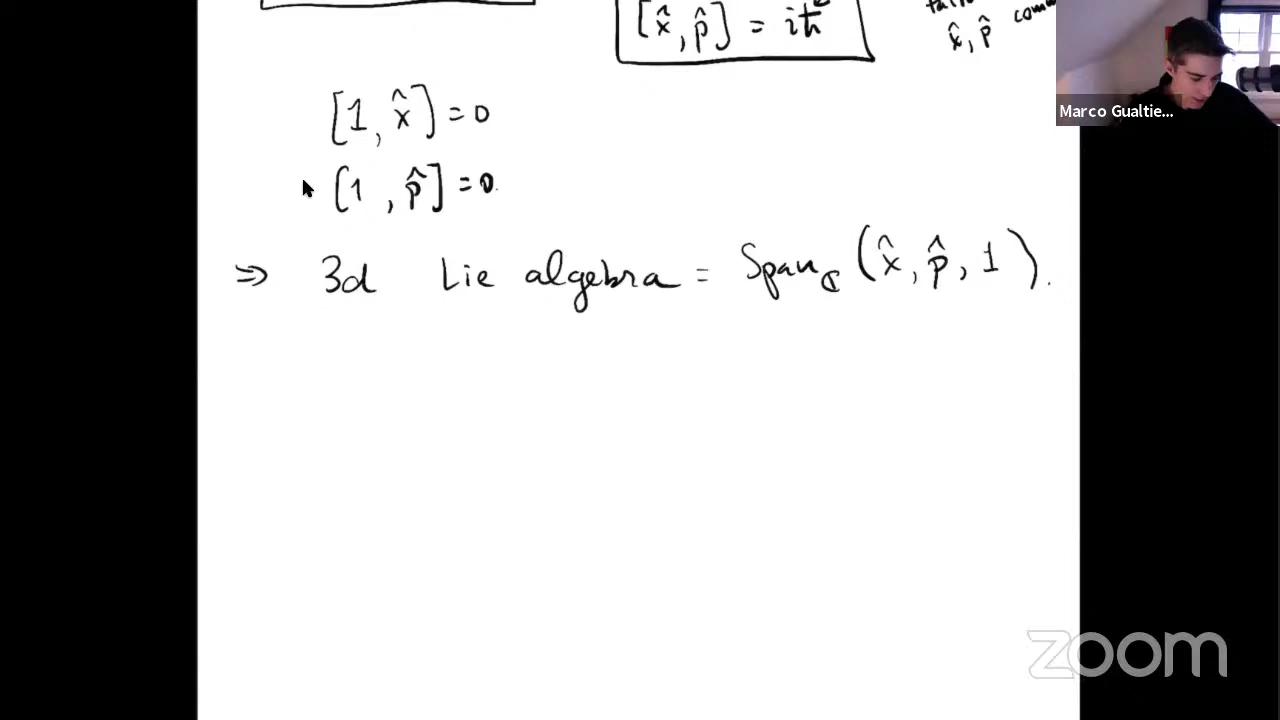 [x̂, p̂] = iħ
x̂, p̂
Marco Gualtie...
[1, x̂] = 0
[1, p̂] = 0.
⇒ 3d Lie algebra = Span_ℂ (x̂, p̂, 1).
zoom